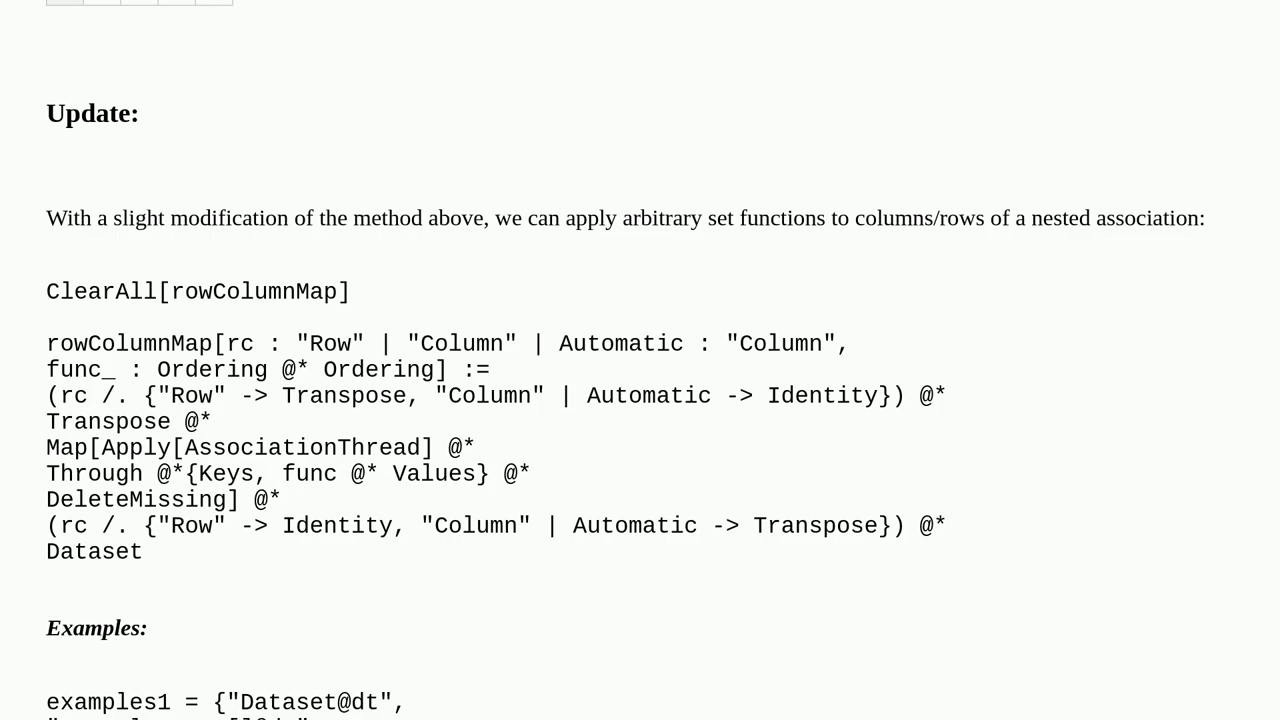 Update:
With a slight modification of the method above, we can apply arbitrary set functions to columns/rows of a nested association:
ClearAll[rowColumnMap]
rowColumnMap[rc : "Row" | "Column" | Automatic : "Column",
func_ : Ordering @* Ordering] :=
(rc /. {"Row" -> Transpose, "Column" | Automatic -> Identity}) @*
Transpose @*
Map[Apply[AssociationThread] @*
Through @*{Keys, func @* Values} @*
DeleteMissing] @*
(rc /. {"Row" -> Identity, "Column" | Automatic -> Transpose}) @*
Dataset
Examples:
examples1 = {"Dataset@dt",